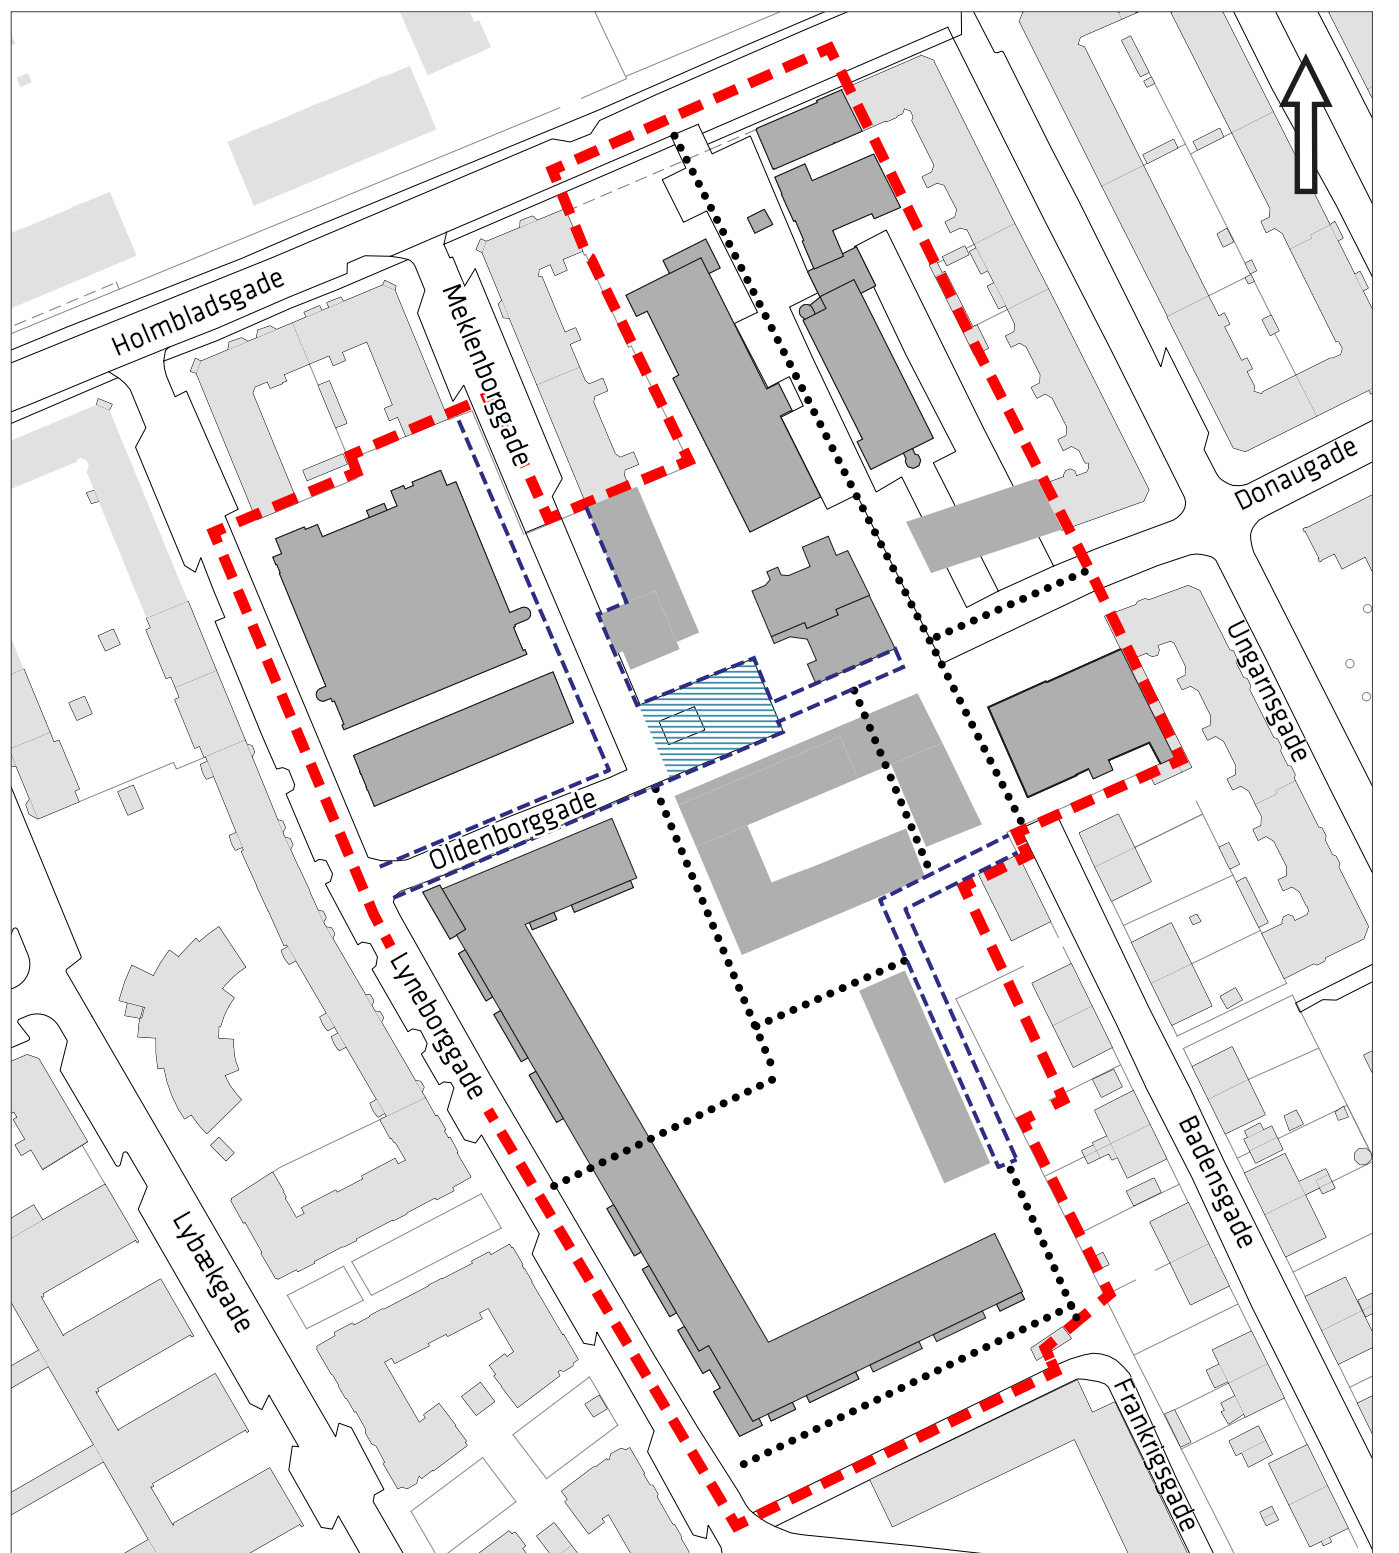 Holmbladsgade
Meklenborggade
Donaugade
Ungarnsgade
Oldenborggade
Lyneborggade
Badensgade
Lybækgade
Frankrigsgade